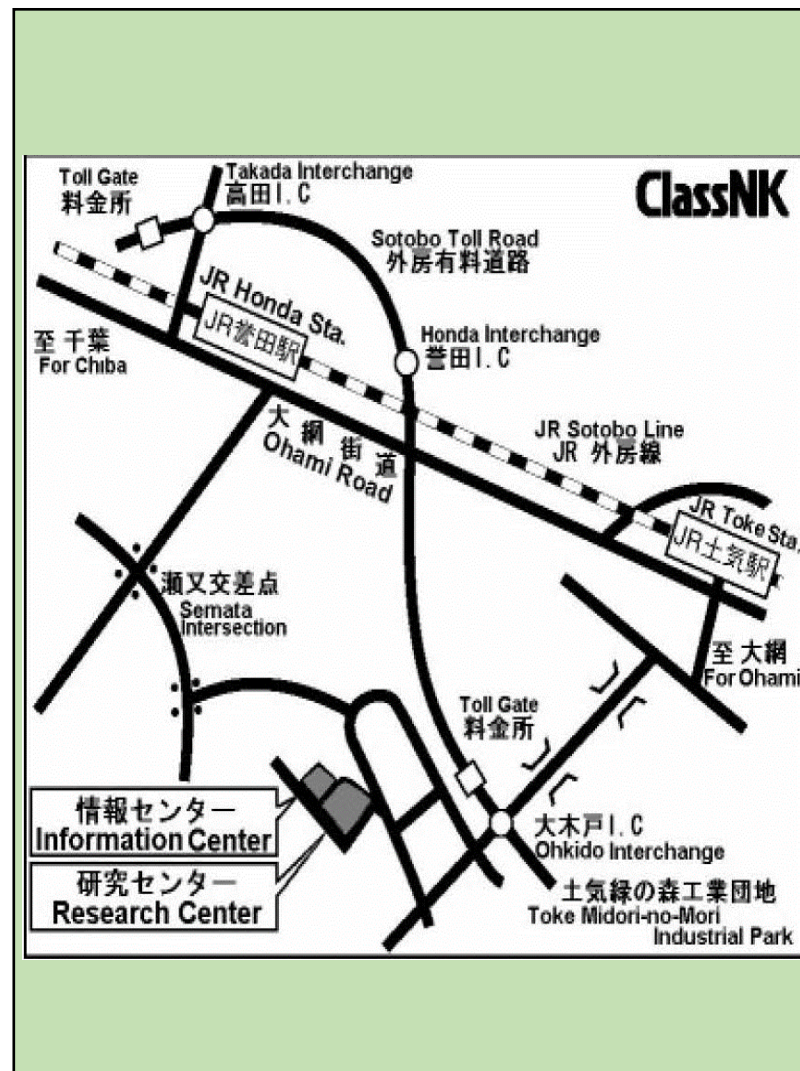 Toll Gate
料金所
Takada Interchange
高田I.C
ClassNK
Sotobo Toll Road
外房有料道路
JR Honda Sta.
JR誉田駅
至 千葉
For Chiba
Honda Interchange
誉田I.C
大網街道
Ohami Road
JR Sotobo Line
JR 外房線
JR Toke Sta.
JR土気駅
瀬又交差点
Semata
Intersection
至 大網
For Ohami
Toll Gate
料金所
情報センター
Information Center
研究センター
Research Center
大木戸I.C
Ohkido Interchange
土気緑の森工業団地
Toke Midori-no-Mori
Industrial Park